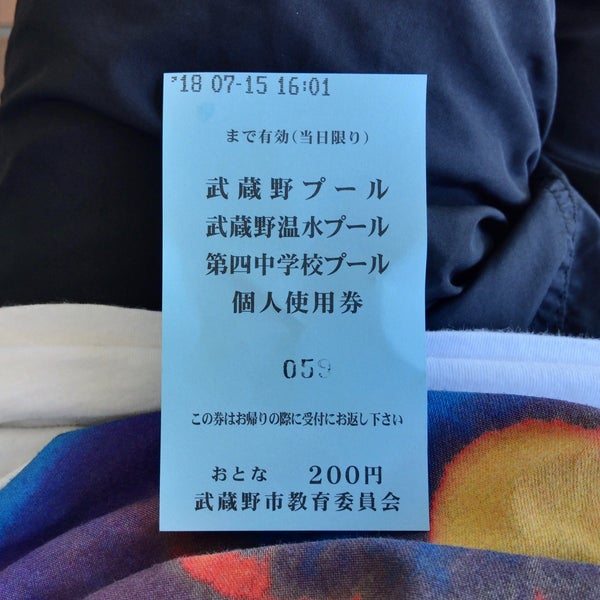 '18 07-15 16:01
まで有効(当日限り)
武蔵野プール
武蔵野温水プール
第四中学校プール
個人使用券
059
この券はお帰りの際に受付にお返し下さい
おとな 200円
武蔵野市教育委員会